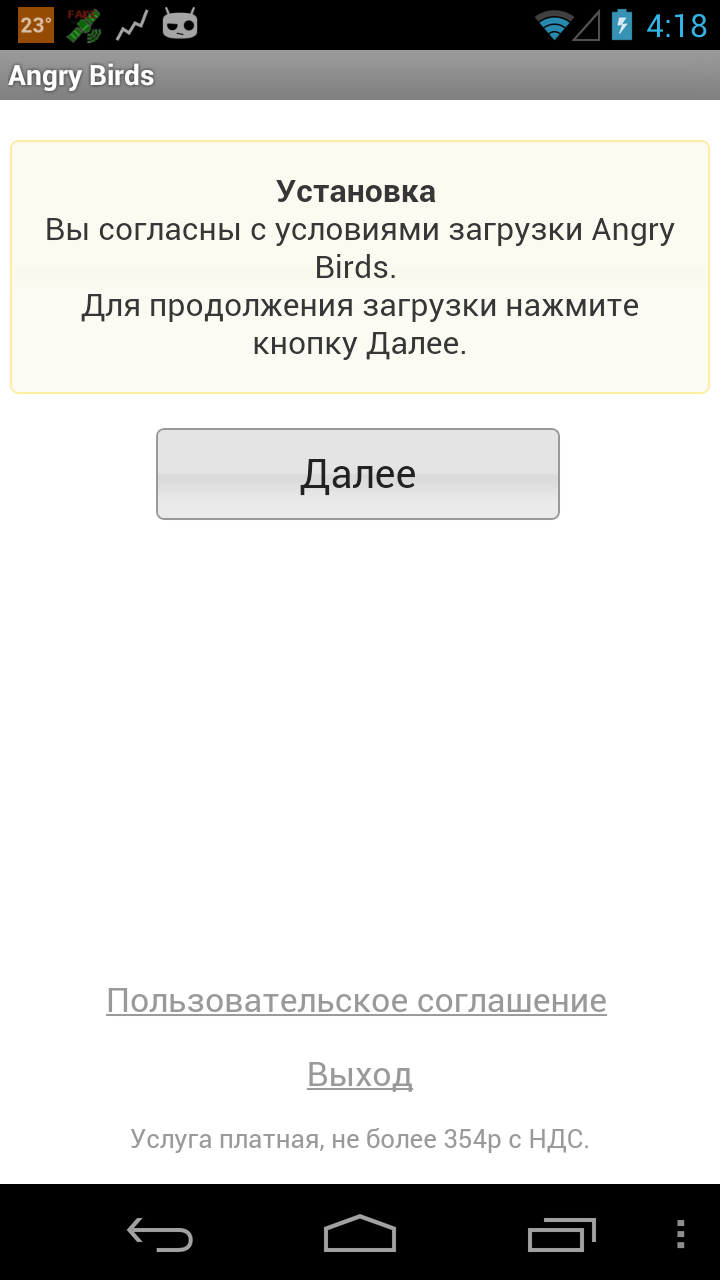 23°
FAKE
4:18
Angry Birds
Установка
Вы согласны с условиями загрузки Angry
Birds.
Для продолжения загрузки нажмите
кнопку Далее.
Далее
Пользовательское соглашение
Выход
Услуга платная, не более 354р с НДС.